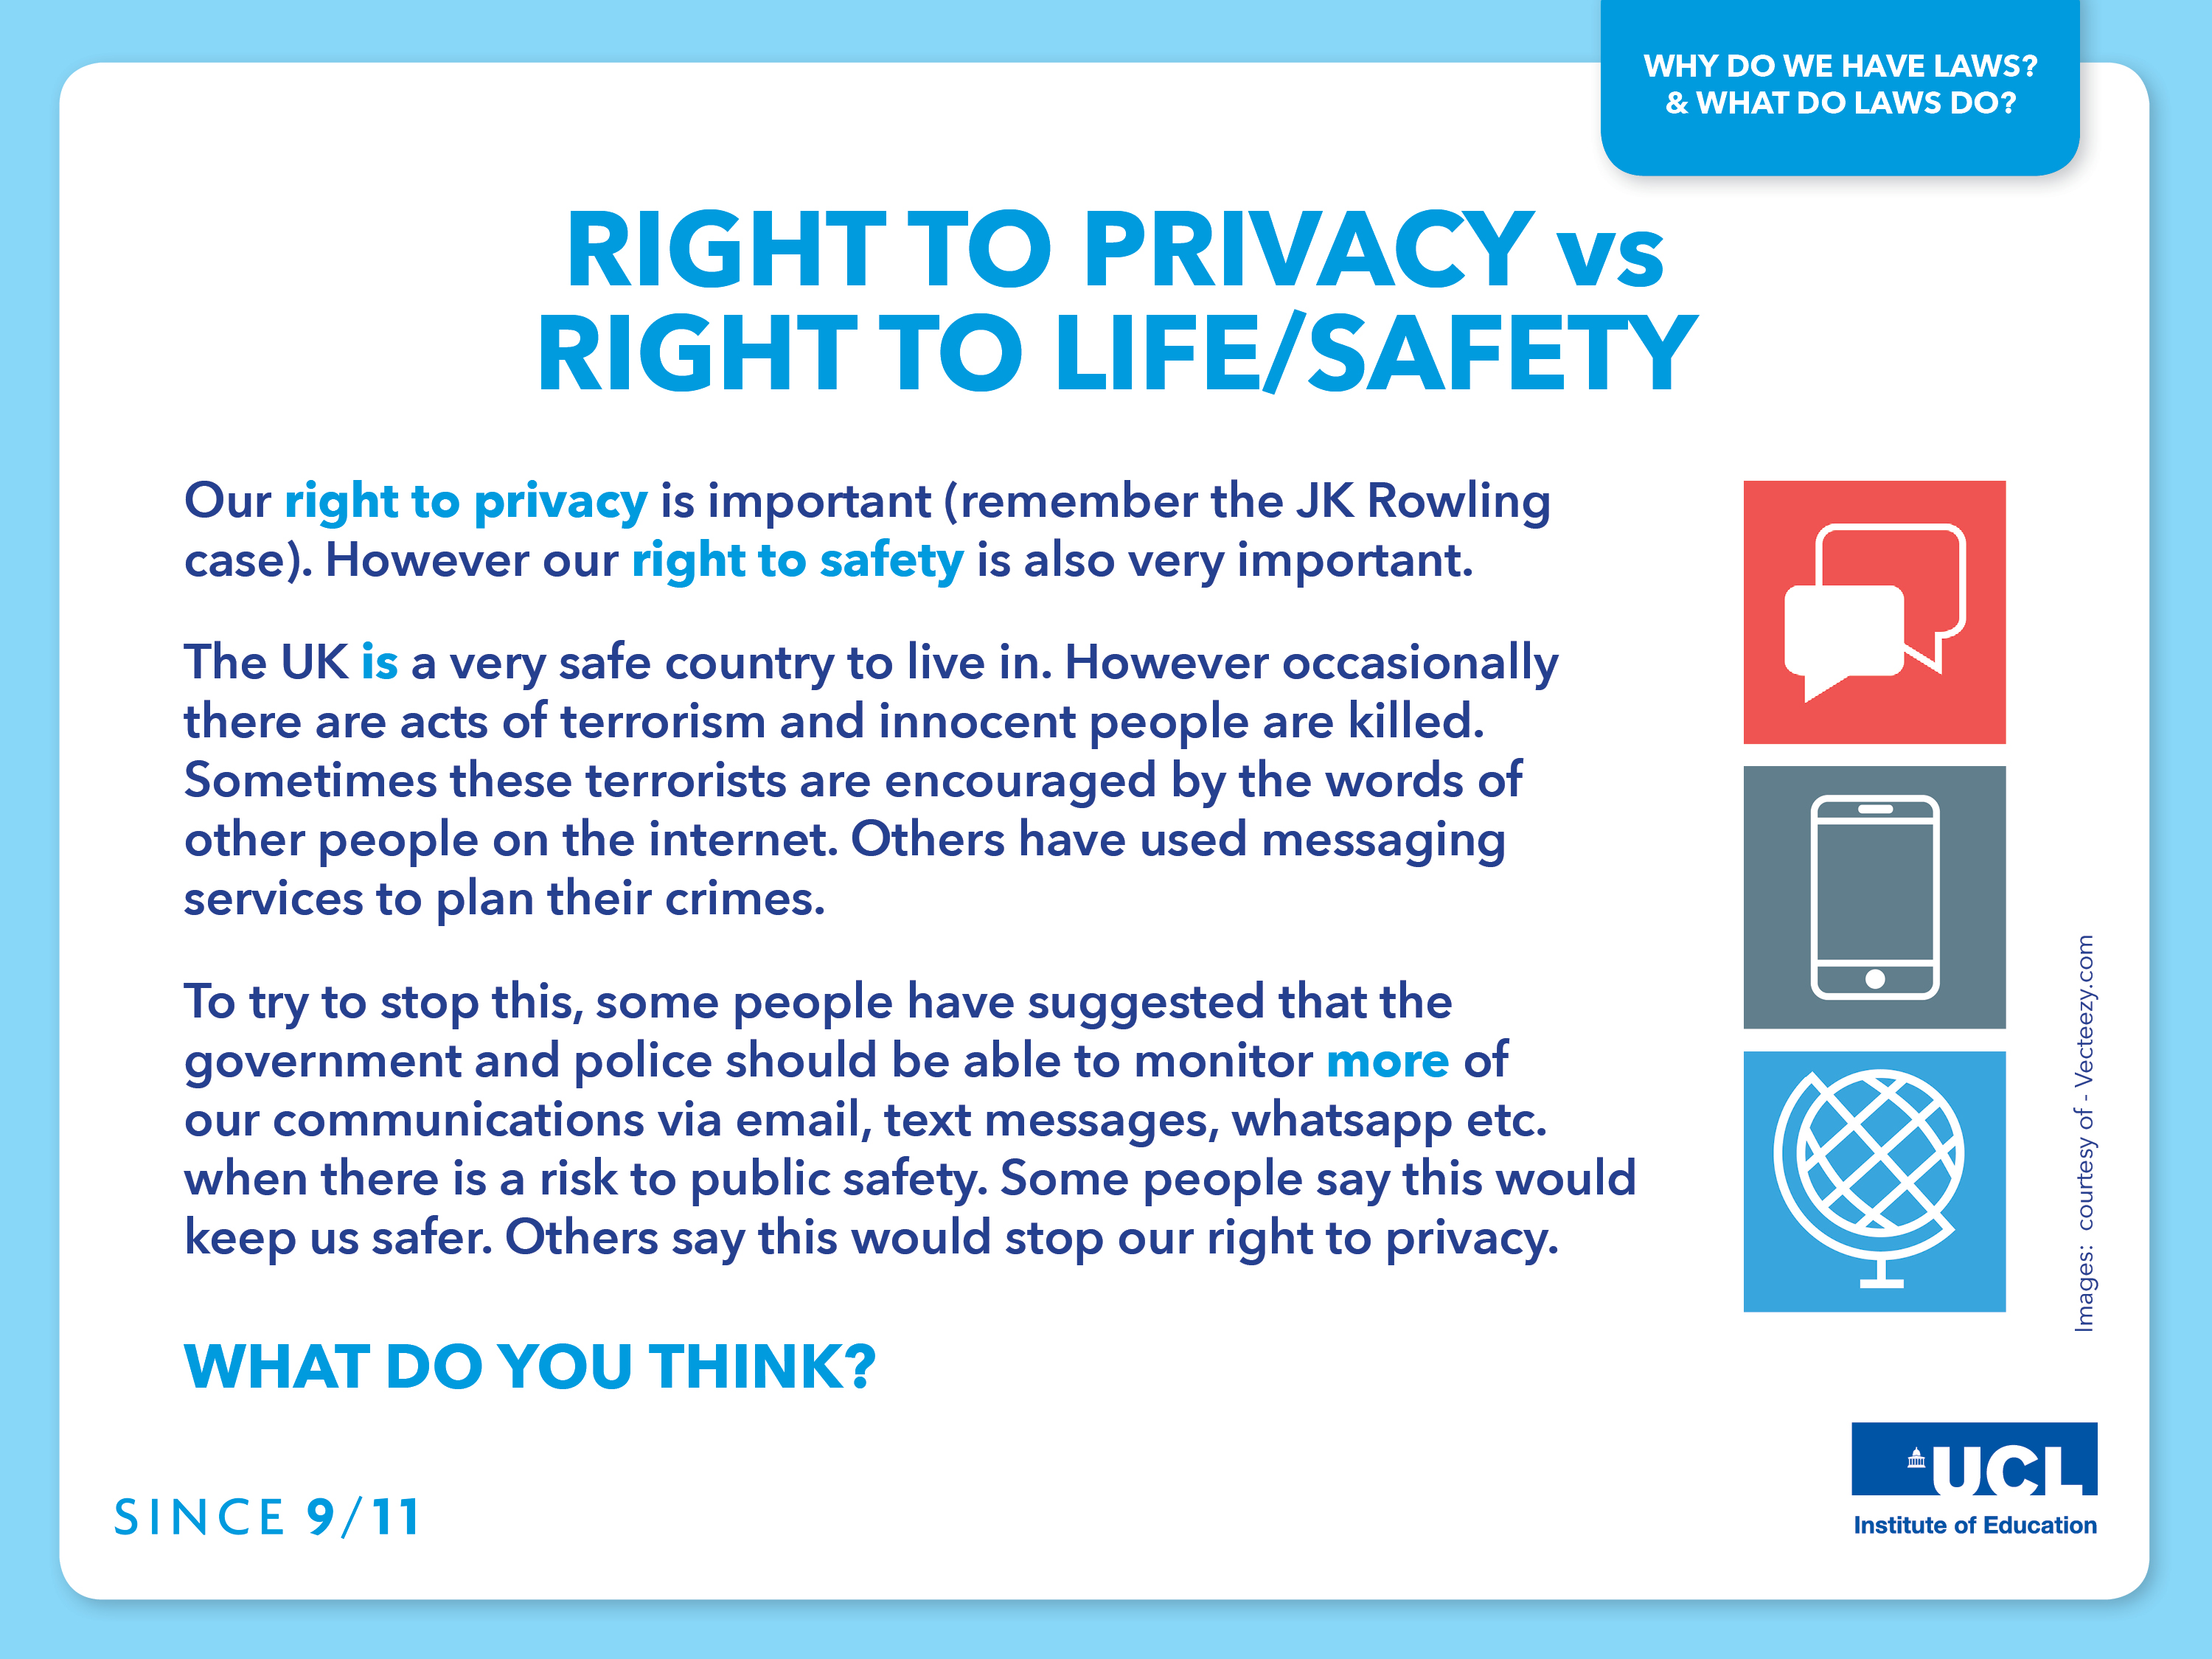 WHY DO WE HAVE LAWS?
& WHAT DO LAWS DO?
RIGHT TO PRIVACY vs
RIGHT TO LIFE/SAFETY
Our right to privacy is important (remember the JK Rowling
case). However our right to safety is also very important.
The UK is a very safe country to live in. However occasionally
there are acts of terrorism and innocent people are killed.
Sometimes these terrorists are encouraged by the words of
other people on the internet. Others have used messaging
services to plan their crimes.
To try to stop this, some people have suggested that the
government and police should be able to monitor more of
our communications via email, text messages, whatsapp etc.
when there is a risk to public safety. Some people say this would
keep us safer. Others say this would stop our right to privacy.
WHAT DO YOU THINK?
Images: courtesy of - Vecteezy.com
SINCE 9/11
UCL
Institute of Education